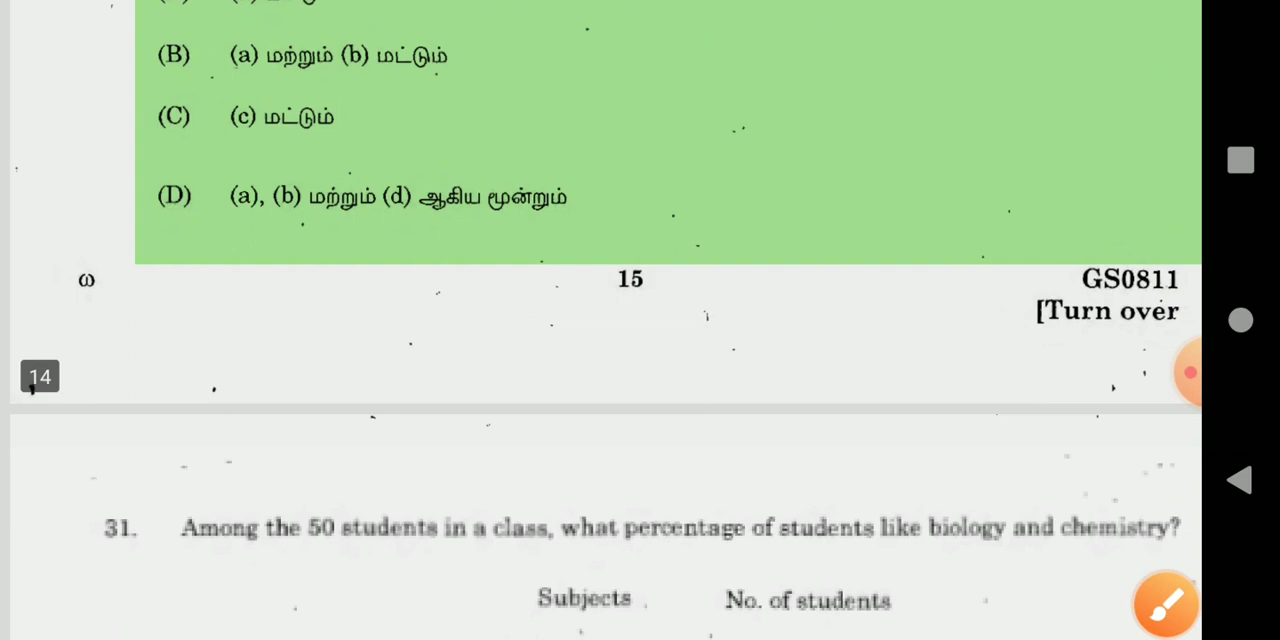 (B) (a) மற்றும் (b) மட்டும்
(C) (c) மட்டும்
(D) (a), (b) மற்றும் (d) ஆகிய மூன்றும்
ω 15 GS0811
[Turn over
14
31. Among the 50 students in a class, what percentage of students like biology and chemistry?
Subjects No. of students